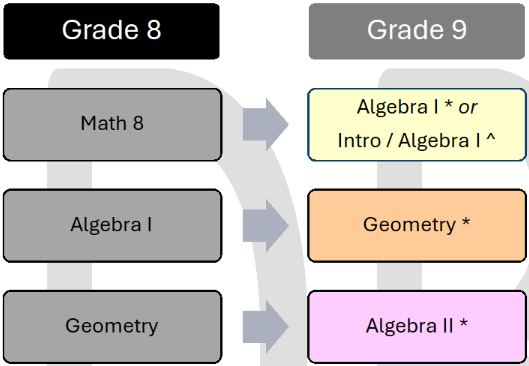 Grade 8
Grade 9
Math 8
Algebra I * or
Intro / Algebra I ^
Algebra I
Geometry *
Geometry
Algebra II *